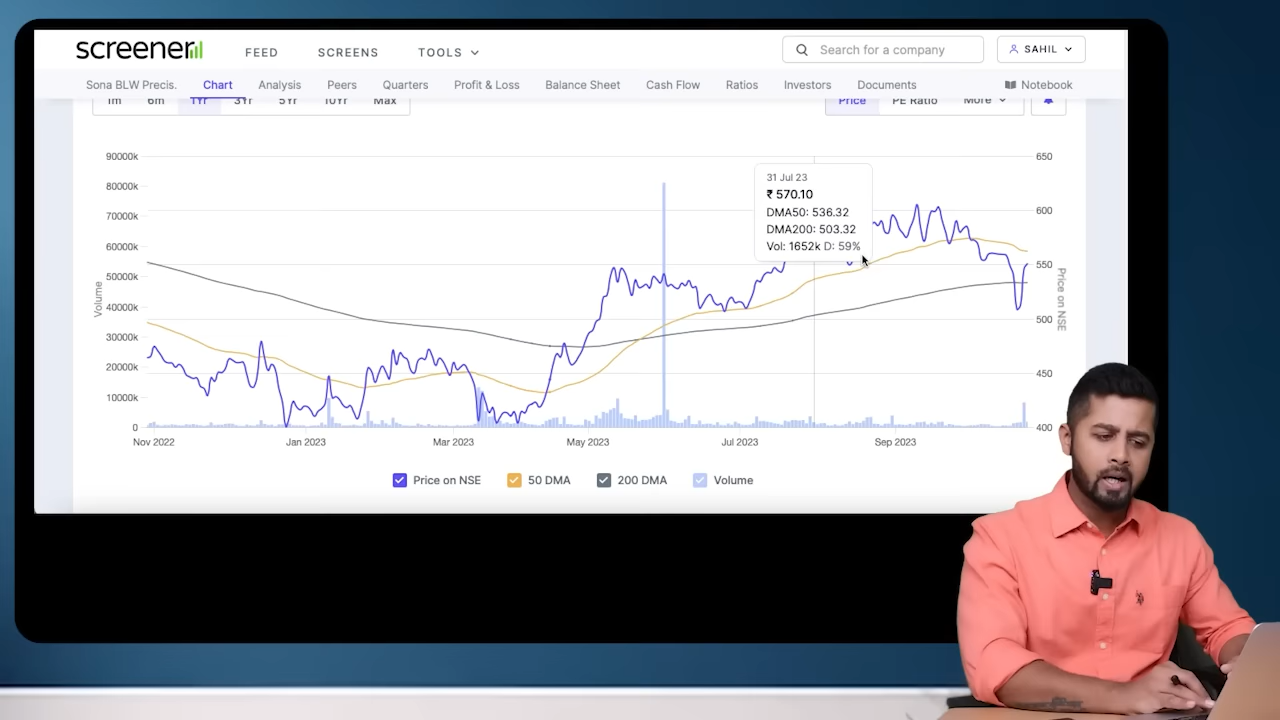 screener
FEED SCREENS TOOLS
Search for a company
SAHIL
Sona BLW Precis. Chart Analysis Peers Quarters Profit & Loss Balance Sheet Cash Flow Ratios Investors Documents Notebook
1m 6m 1Yr 3Yr 5Yr 10Yr Max
Price PE Ratio More
90000k
80000k
70000k
60000k
50000k
40000k
30000k
20000k
10000k
0
Volume
31 Jul 23
₹ 570.10
DMA50: 536.32
DMA200: 503.32
Vol: 1652k D: 59%
650
600
550
500
450
400
Price on NSE
Nov 2022 Jan 2023 Mar 2023 May 2023 Jul 2023 Sep 2023
Price on NSE 50 DMA 200 DMA Volume